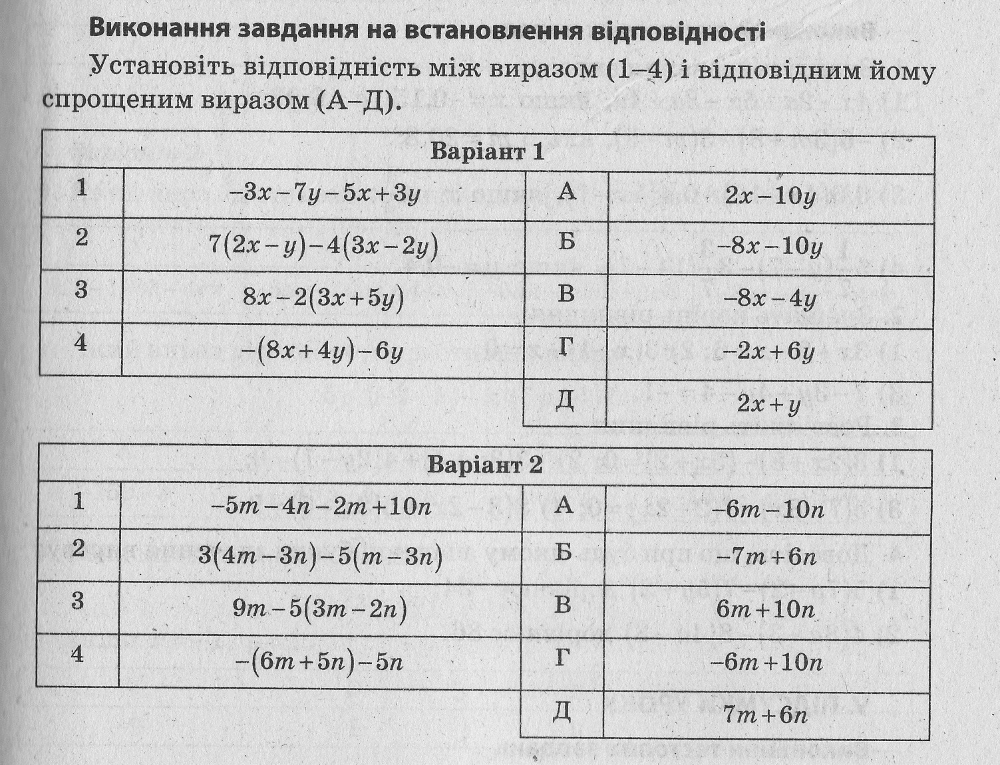 Виконання завдання на встановлення відповідності
Установіть відповідність між виразом (1–4) і відповідним йому
спрощеним виразом (А–Д).
Варіант 1
1 −3x−7y−5x+3y А 2x−10y
2 7(2x−y)−4(3x−2y) Б −8x−10y
3 8x−2(3x+5y) В −8x−4y
4 −(8x+4y)−6y Г −2x+6y
Д 2x+y
Варіант 2
1 −5m−4n−2m+10n А −6m−10n
2 3(4m−3n)−5(m−3n) Б −7m+6n
3 9m−5(3m−2n) В 6m+10n
4 −(6m+5n)−5n Г −6m+10n
Д 7m+6n